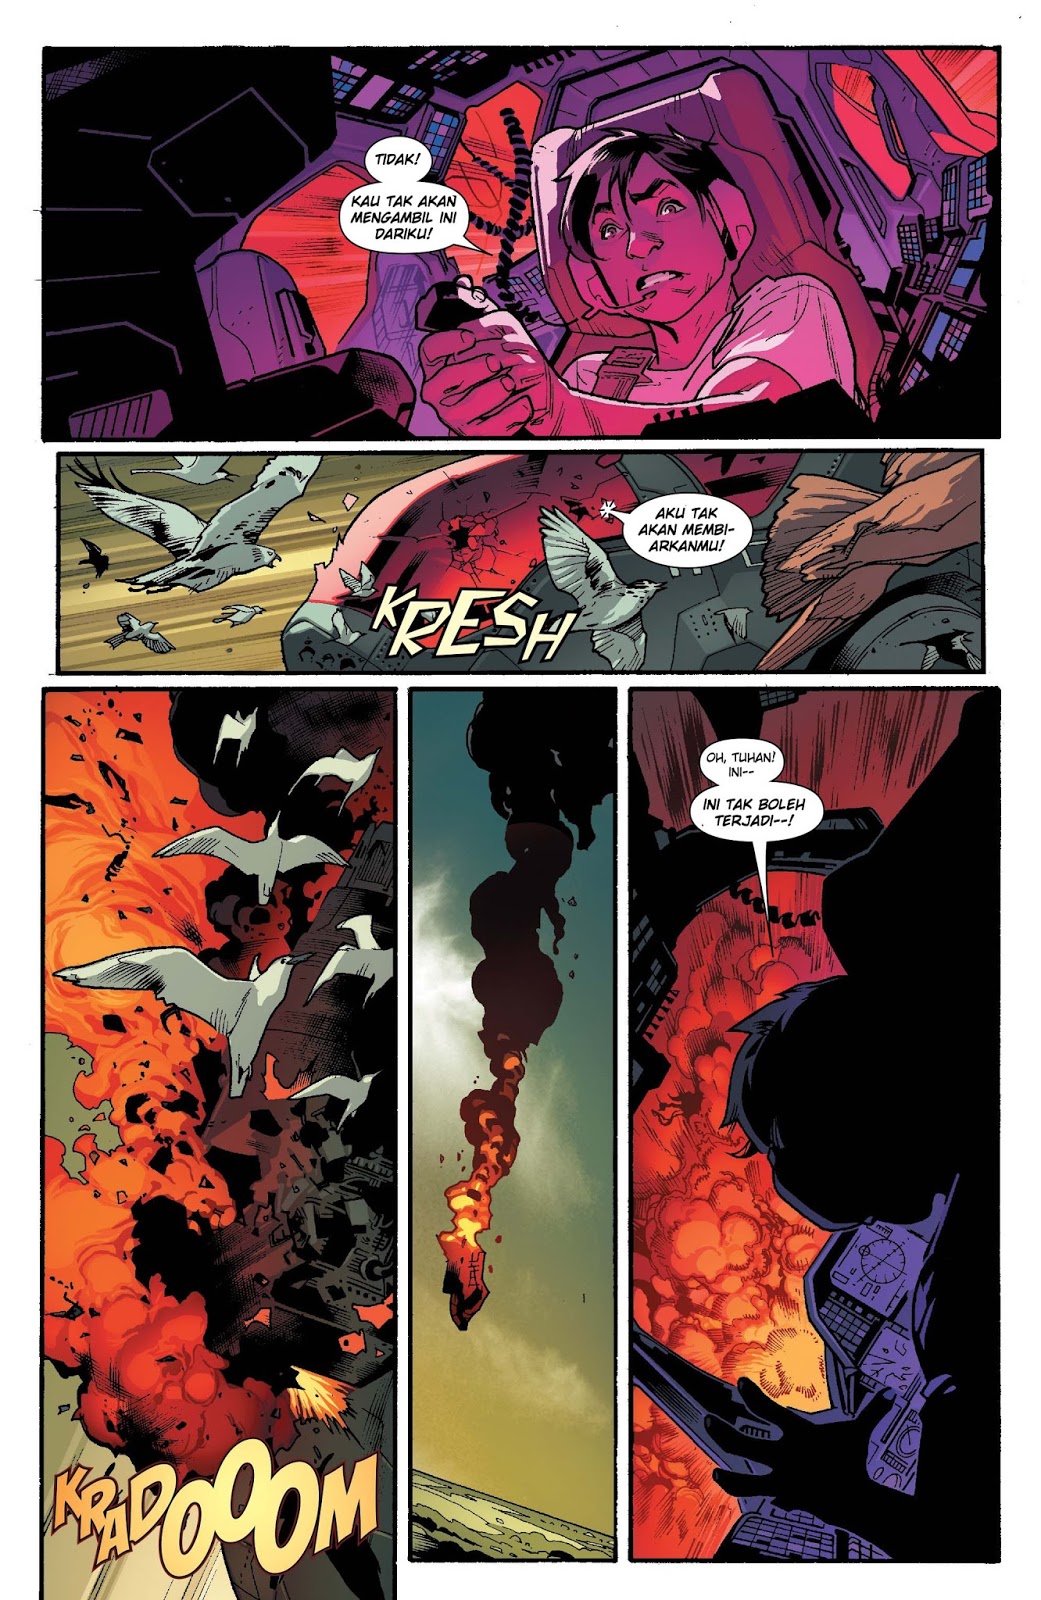 TIDAK!
KAU TAK AKAN
MENGAMBIL INI
DARIKU!
AKU TAK
AKAN MEMBI-
ARKANMU!
KRESH
KRADOOOM
OH, TUHAN!
INI--
INI TAK BOLEH
TERJADI--!